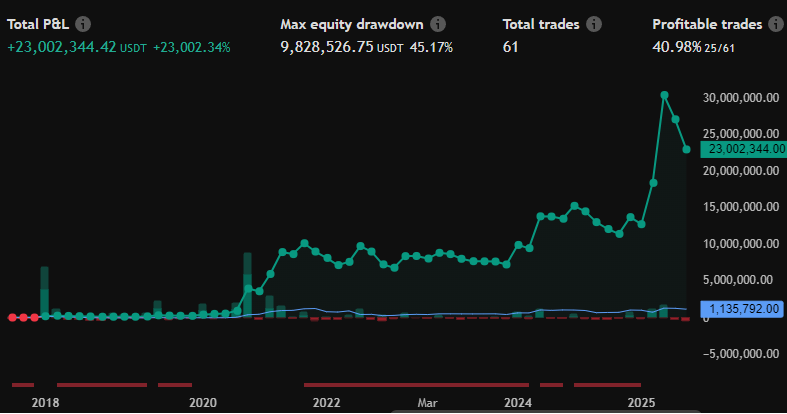 Total P&L
Max equity drawdown
Total trades
Profitable trades
+23,002,344.42 USDT +23,002.34%
9,828,526.75 USDT 45.17%
61
40.98% 25/61
30,000,000.00
25,000,000.00
23,002,344.00
20,000,000.00
15,000,000.00
10,000,000.00
5,000,000.00
1,135,792.00
0
−5,000,000.00
2018 2020 2022 Mar 2024 2025